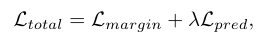 ℒ_{total} = ℒ_{margin} + λℒ_{pred},